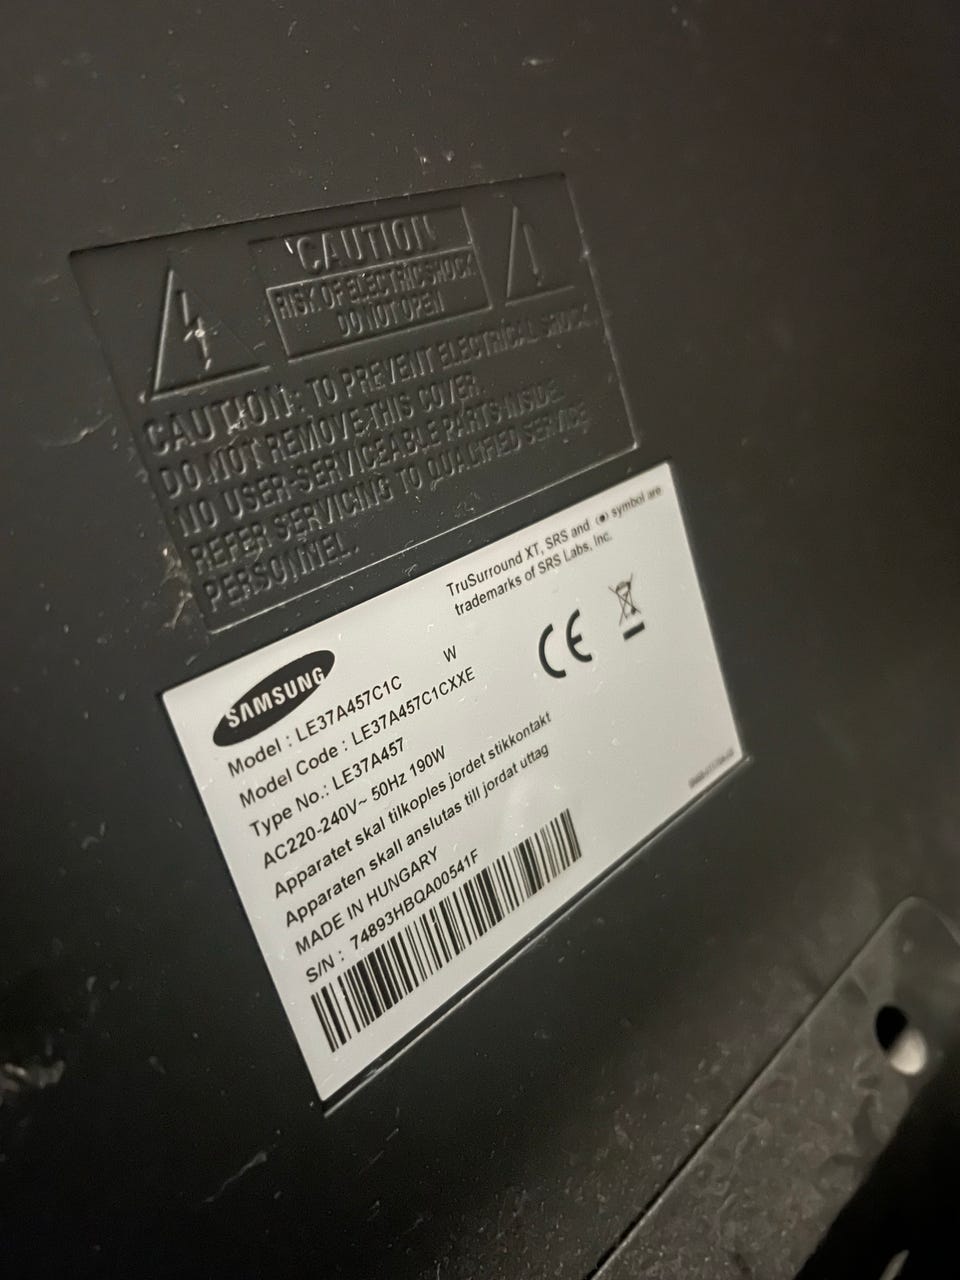 CAUTION
RISK OF ELECTRIC SHOCK
DO NOT OPEN
CAUTION: TO PREVENT ELECTRICAL SHOCK,
DO NOT REMOVE THIS COVER.
NO USER-SERVICEABLE PARTS INSIDE.
REFER SERVICING TO QUALIFIED SERVICE
PERSONNEL.
TruSurround XT, SRS and (●) symbol are
trademarks of SRS Labs, Inc.
SAMSUNG
Model : LE37A457C1C W
Model Code : LE37A457C1CXXE
Type No.: LE37A457
AC220-240V~ 50Hz 190W
Apparatet skal tilkoples jordet stikkontakt
Apparaten skall anslutas till jordat uttag
MADE IN HUNGARY
S/N : 74893HBQA00541F
CE